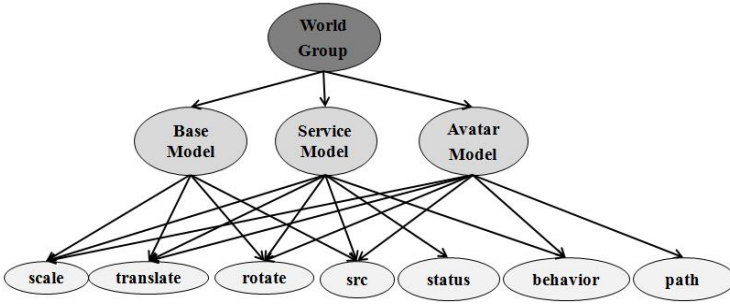 World
Group
Base
Model
Service
Model
Avatar
Model
scale
translate
rotate
src
status
behavior
path